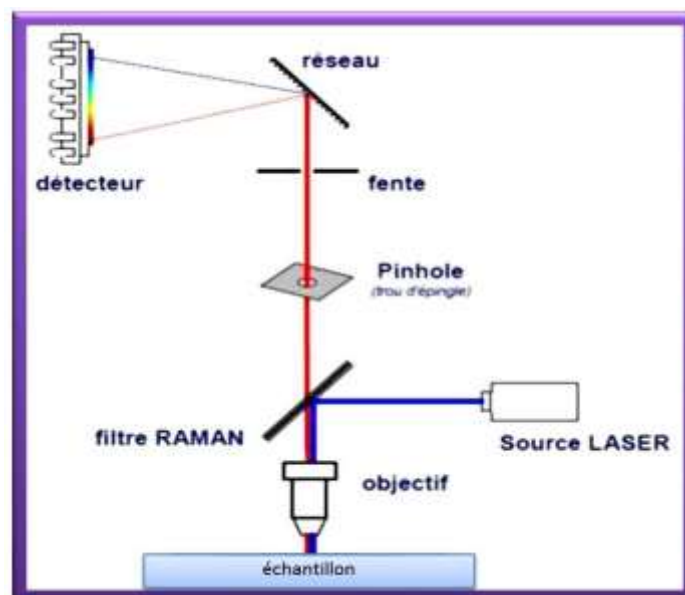 réseau
détecteur
fente
Pinhole
(trou d'épingle)
filtre RAMAN
Source LASER
objectif
échantillon